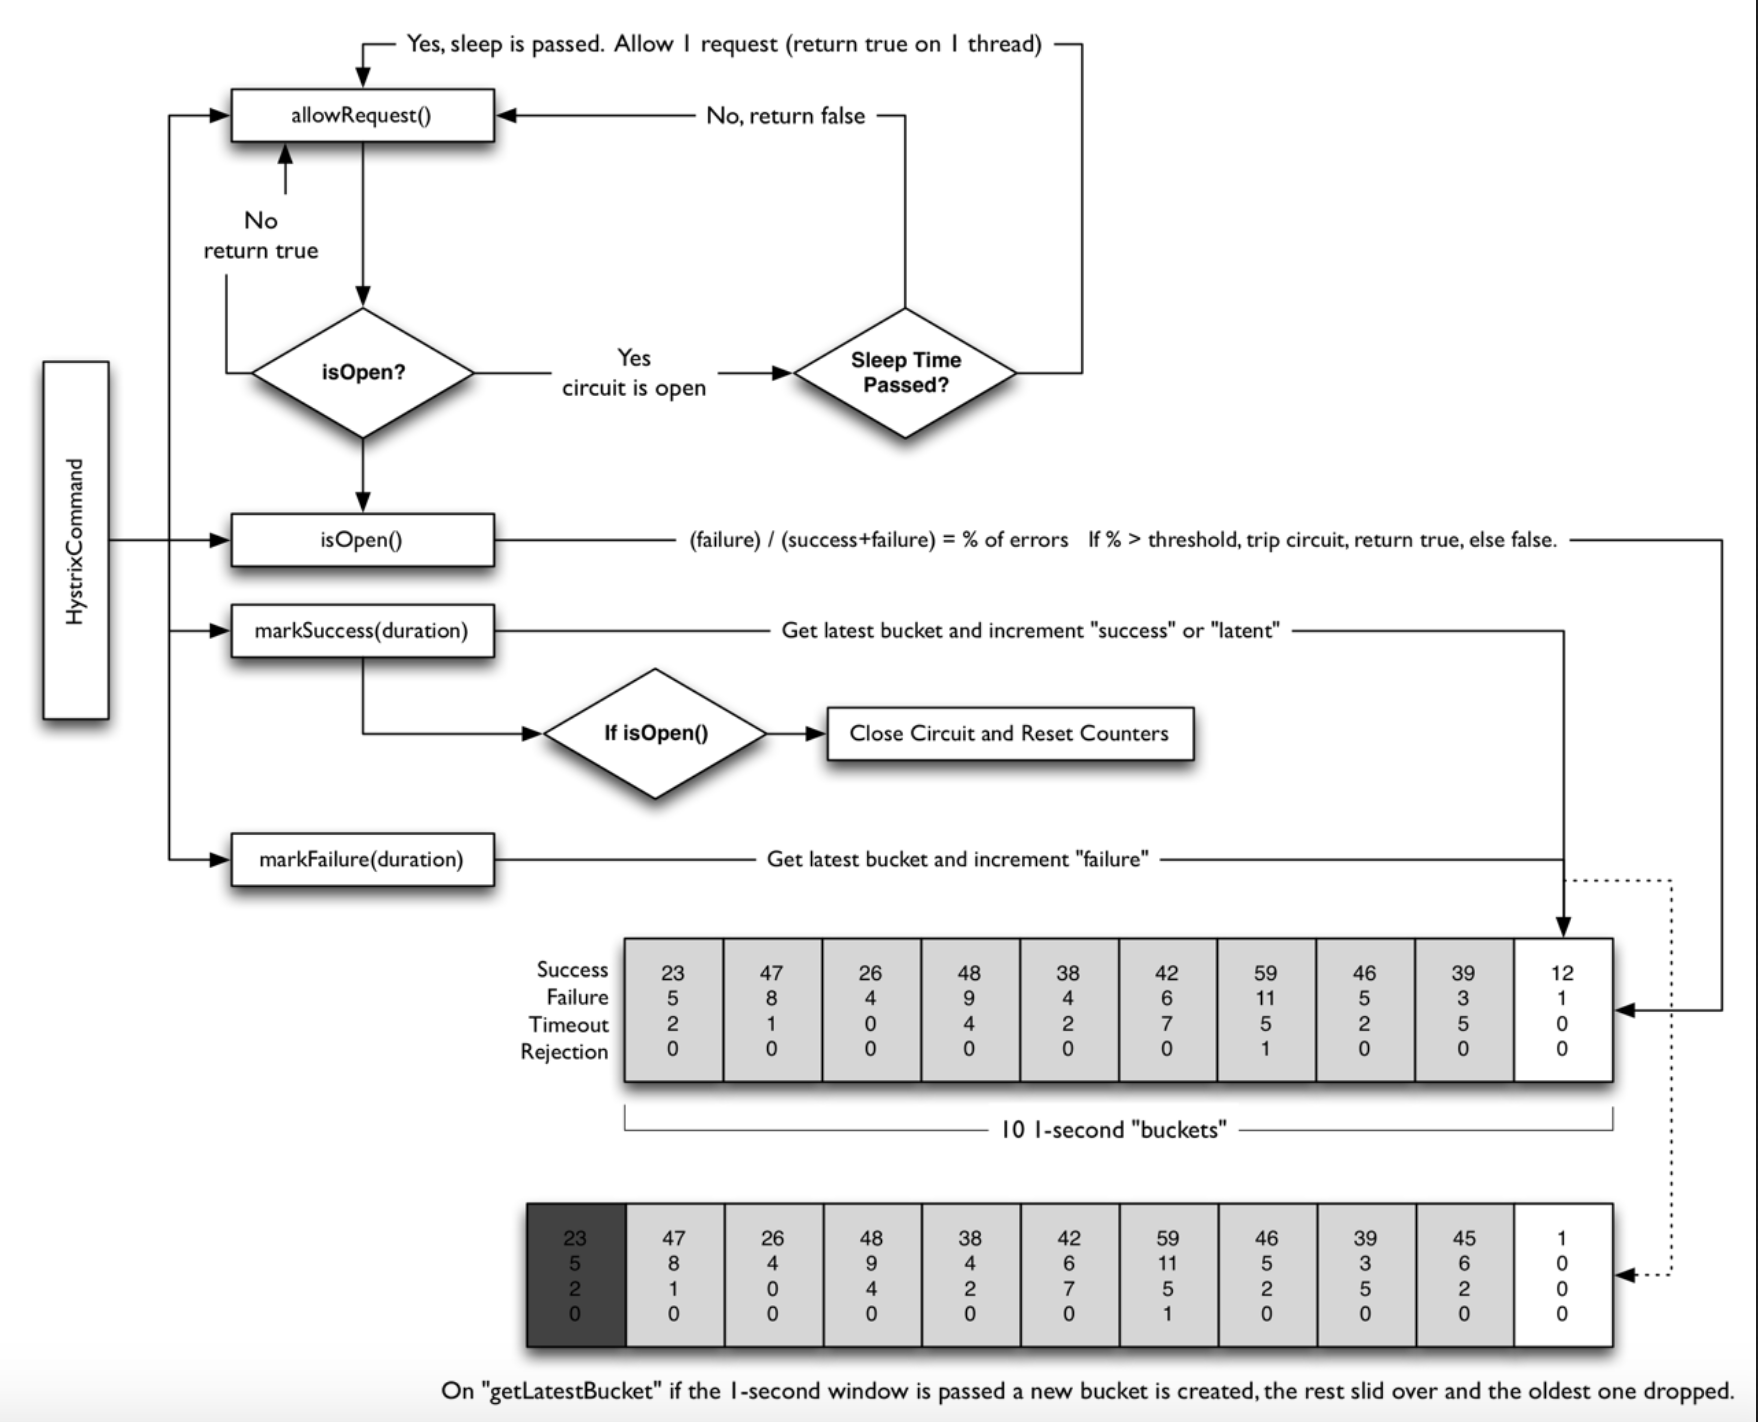 Yes, sleep is passed. Allow 1 request (return true on 1 thread)
allowRequest()
No, return false
No
return true
isOpen?
Yes
circuit is open
Sleep Time
Passed?
HystrixCommand
isOpen()
(failure) / (success+failure) = % of errors If % > threshold, trip circuit, return true, else false.
markSuccess(duration)
Get latest bucket and increment "success" or "latent"
If isOpen()
Close Circuit and Reset Counters
markFailure(duration)
Get latest bucket and increment "failure"
Success 23 47 26 48 38 42 59 46 39 12
Failure 5 8 4 9 4 6 11 5 3 1
Timeout 2 1 0 4 2 7 5 2 5 0
Rejection 0 0 0 0 0 0 1 0 0 0
10 1-second "buckets"
23 47 26 48 38 42 59 46 39 45 1
5 8 4 9 4 6 11 5 3 6 0
2 1 0 4 2 7 5 2 5 2 0
0 0 0 0 0 0 1 0 0 0 0
On "getLatestBucket" if the 1-second window is passed a new bucket is created, the rest slid over and the oldest one dropped.